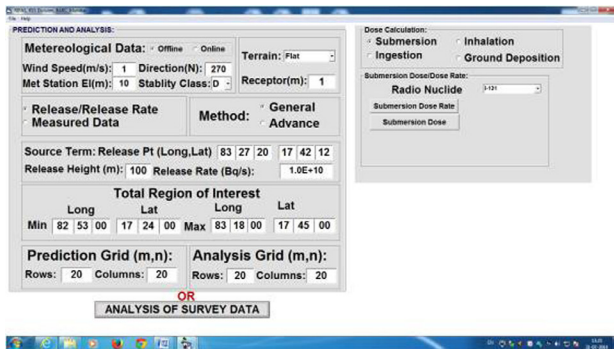 File Help
PREDICTION AND ANALYSIS:
Metereological Data: Offline Online
Wind Speed(m/s): 1 Direction(N): 270
Met Station El(m): 10 Stablity Class: D
Terrain: Flat
Receptor(m): 1
Release/Release Rate
Measured Data
Method: General
Advance
Source Term: Release Pt (Long,Lat) 83 27 20 17 42 12
Release Height (m): 100 Release Rate (Bq/s): 1.0E+10
Total Region of Interest
Long Lat Long Lat
Min 82 53 00 17 24 00 Max 83 18 00 17 45 00
Prediction Grid (m,n):
Rows: 20 Columns: 20
Analysis Grid (m,n):
Rows: 20 Columns: 20
OR
ANALYSIS OF SURVEY DATA
Dose Calculation:
Submersion Inhalation
Ingestion Ground Deposition
Submersion Dose/Dose Rate:
Radio Nuclide I-131
Submersion Dose Rate
Submersion Dose